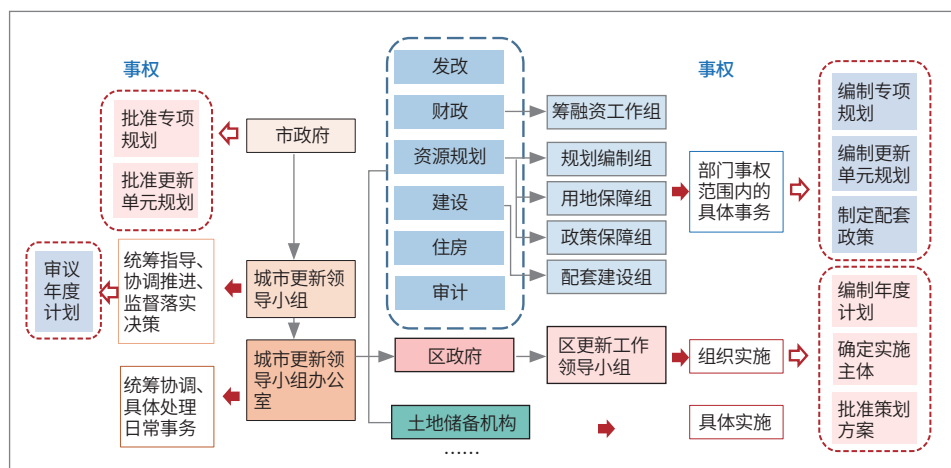 事权
批准专项
规划
批准更新
单元规划
市政府
审议
年度
计划
统筹指导、
协调推进、
监督落实
决策
城市更新领
导小组
统筹协调、
具体处理
日常事务
城市更新领
导小组办公
室
发改
财政
资源规划
建设
住房
审计
筹融资工作组
规划编制组
用地保障组
政策保障组
配套建设组
区政府
区更新工作
领导小组
土地储备机构
……
事权
部门事权
范围内的
具体事务
组织实施
具体实施
编制专项
规划
编制更新
单元规划
制定配套
政策
编制年度
计划
确定实施
主体
批准策划
方案